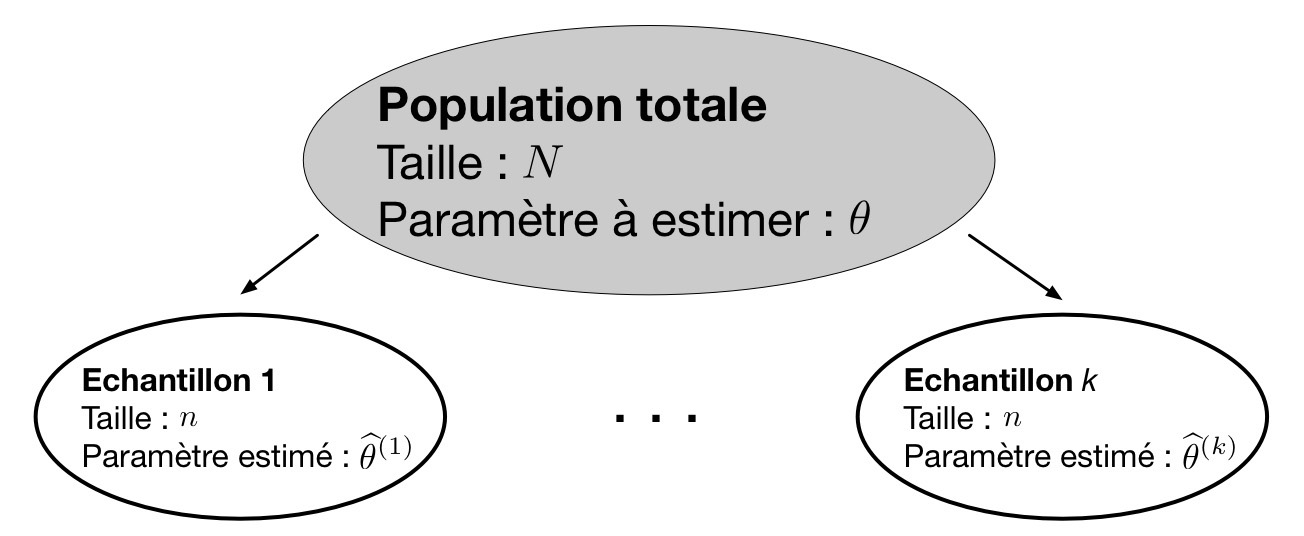 Population totale
Taille : N
Paramètre à estimer : θ
Echantillon 1
Taille : n
Paramètre estimé : θ̂⁽¹⁾
. . .
Echantillon k
Taille : n
Paramètre estimé : θ̂⁽ᵏ⁾